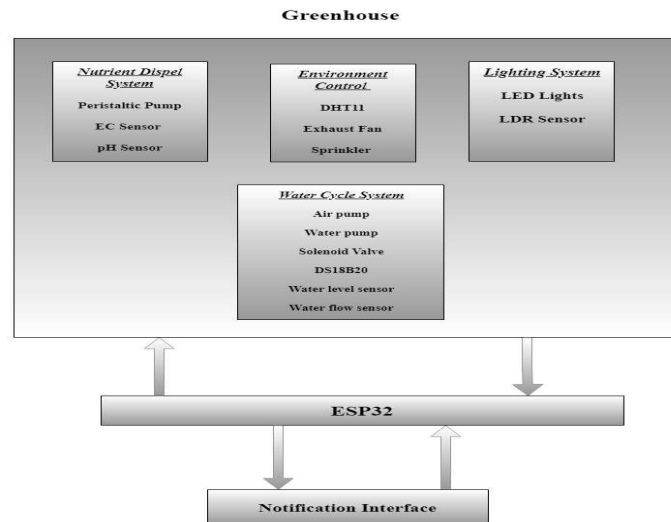 Greenhouse
Nutrient Dispel
System
Peristaltic Pump
EC Sensor
pH Sensor
Environment
Control
DHT11
Exhaust Fan
Sprinkler
Lighting System
LED Lights
LDR Sensor
Water Cycle System
Air pump
Water pump
Solenoid Valve
DS18B20
Water level sensor
Water flow sensor
ESP32
Notification Interface